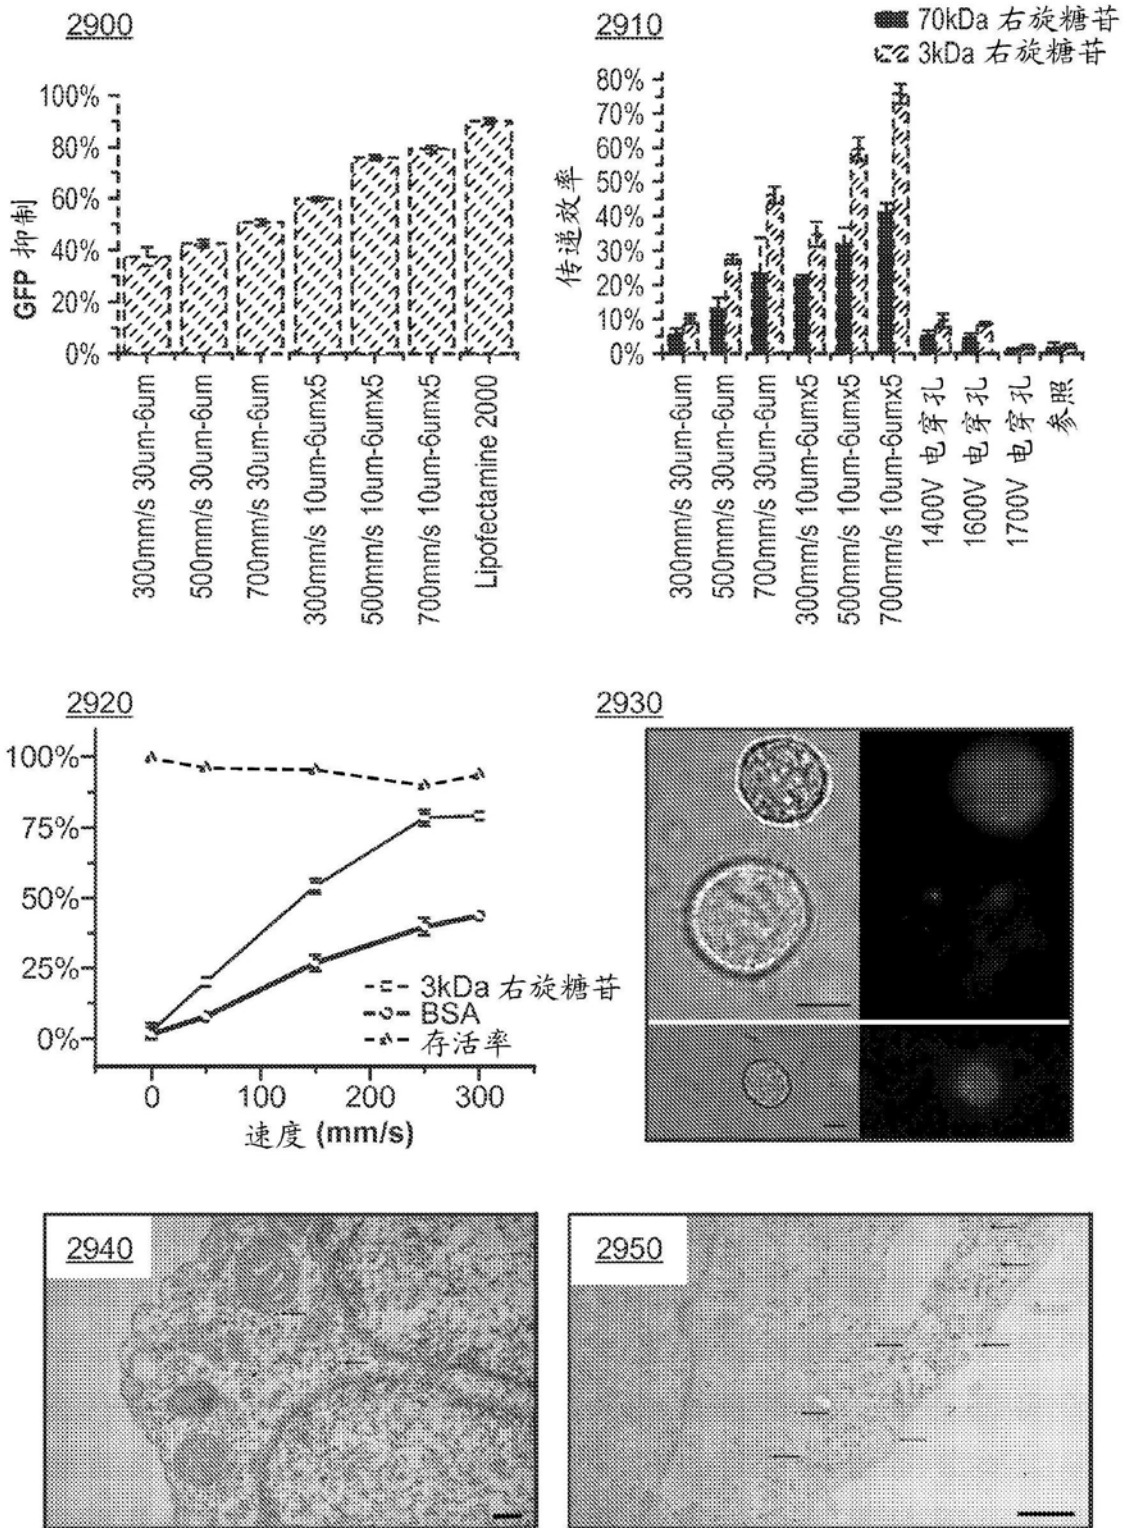 2900
100%
80%
60%
40%
20%
0%
GFP 抑制
300mm/s 30um-6um
500mm/s 30um-6um
700mm/s 30um-6um
300mm/s 10um-6umx5
500mm/s 10um-6umx5
700mm/s 10um-6umx5
Lipofectamine 2000
2910
70kDa 右旋糖苷
3kDa 右旋糖苷
80%
70%
60%
50%
40%
30%
20%
10%
0%
传递效率
300mm/s 30um-6um
500mm/s 30um-6um
700mm/s 30um-6um
300mm/s 10um-6umx5
500mm/s 10um-6umx5
700mm/s 10um-6umx5
1400V 电穿孔
1600V 电穿孔
1700V 电穿孔
参照
2920
100%
75%
50%
25%
0%
3kDa 右旋糖苷
BSA
存活率
0 100 200 300
速度 (mm/s)
2930
2940
2950